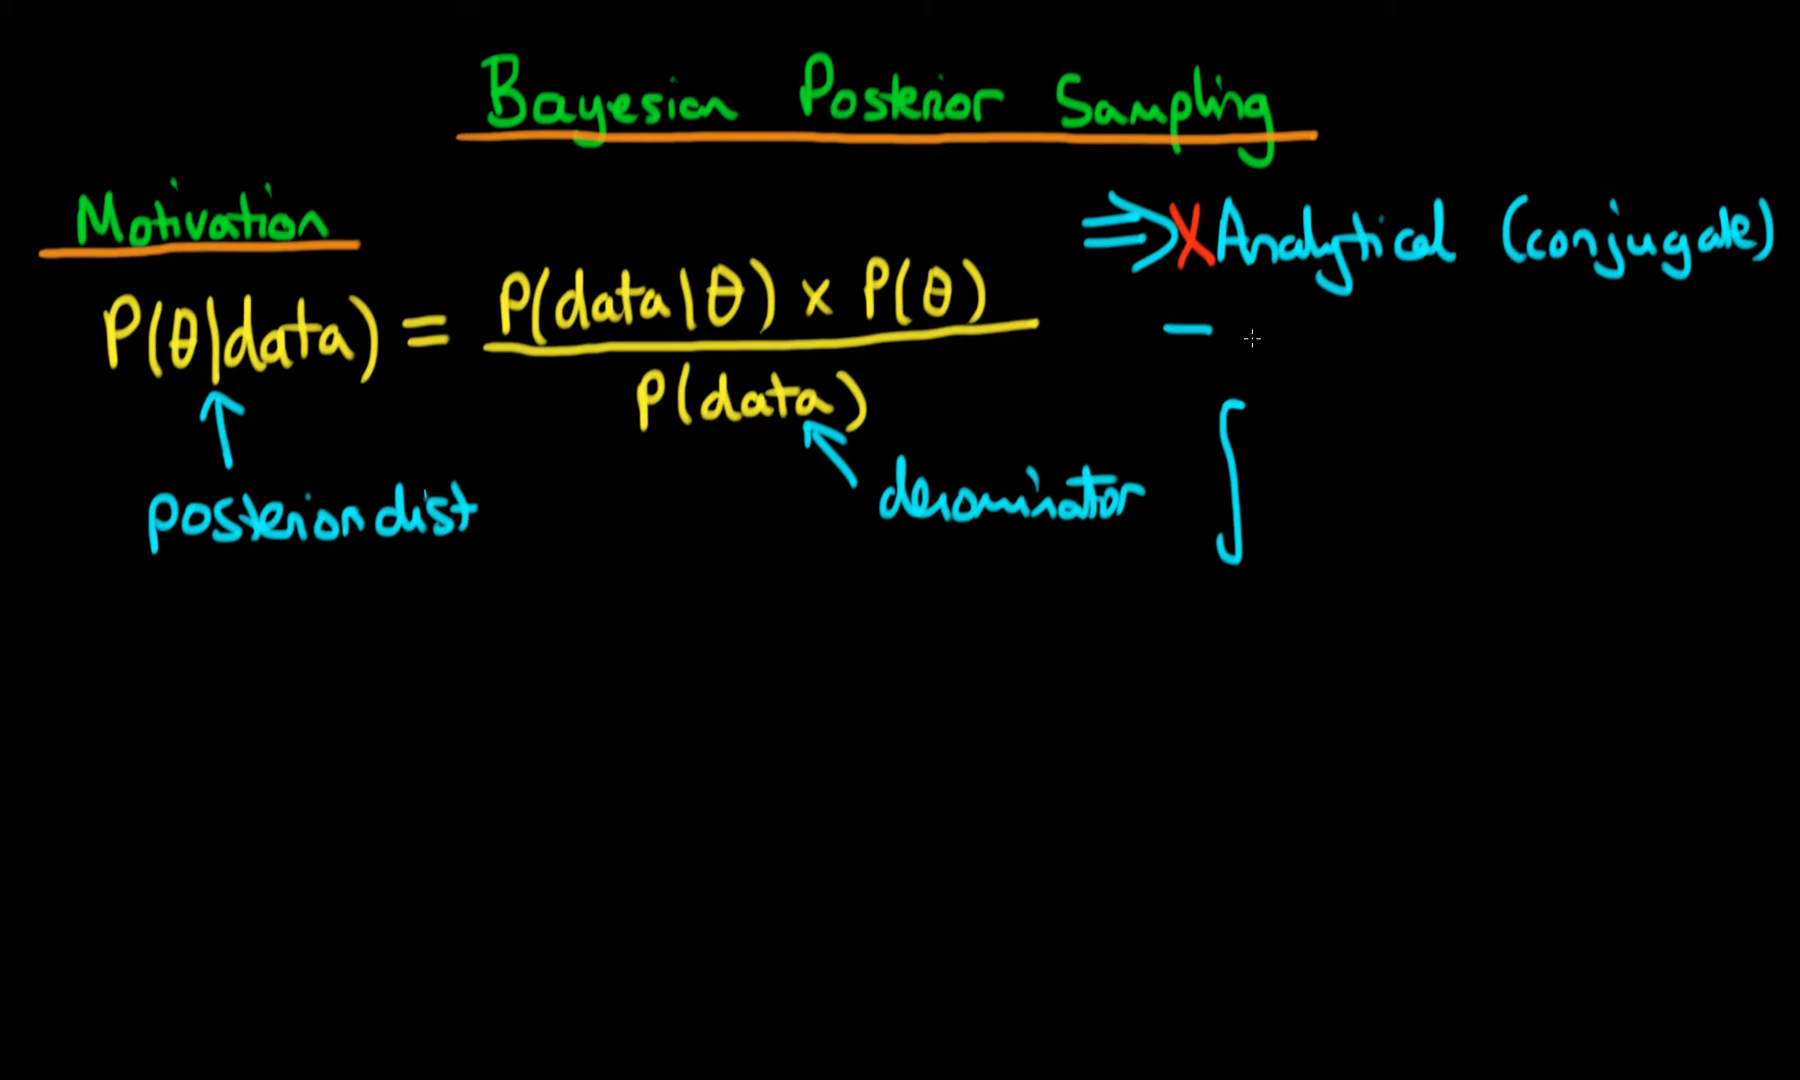 Bayesian Posterior Sampling
Motivation
⇒ X Analytical (conjugate)
P(θ|data) = P(data|θ) × P(θ)
P(data)
-
posterior dist
denominator
∫